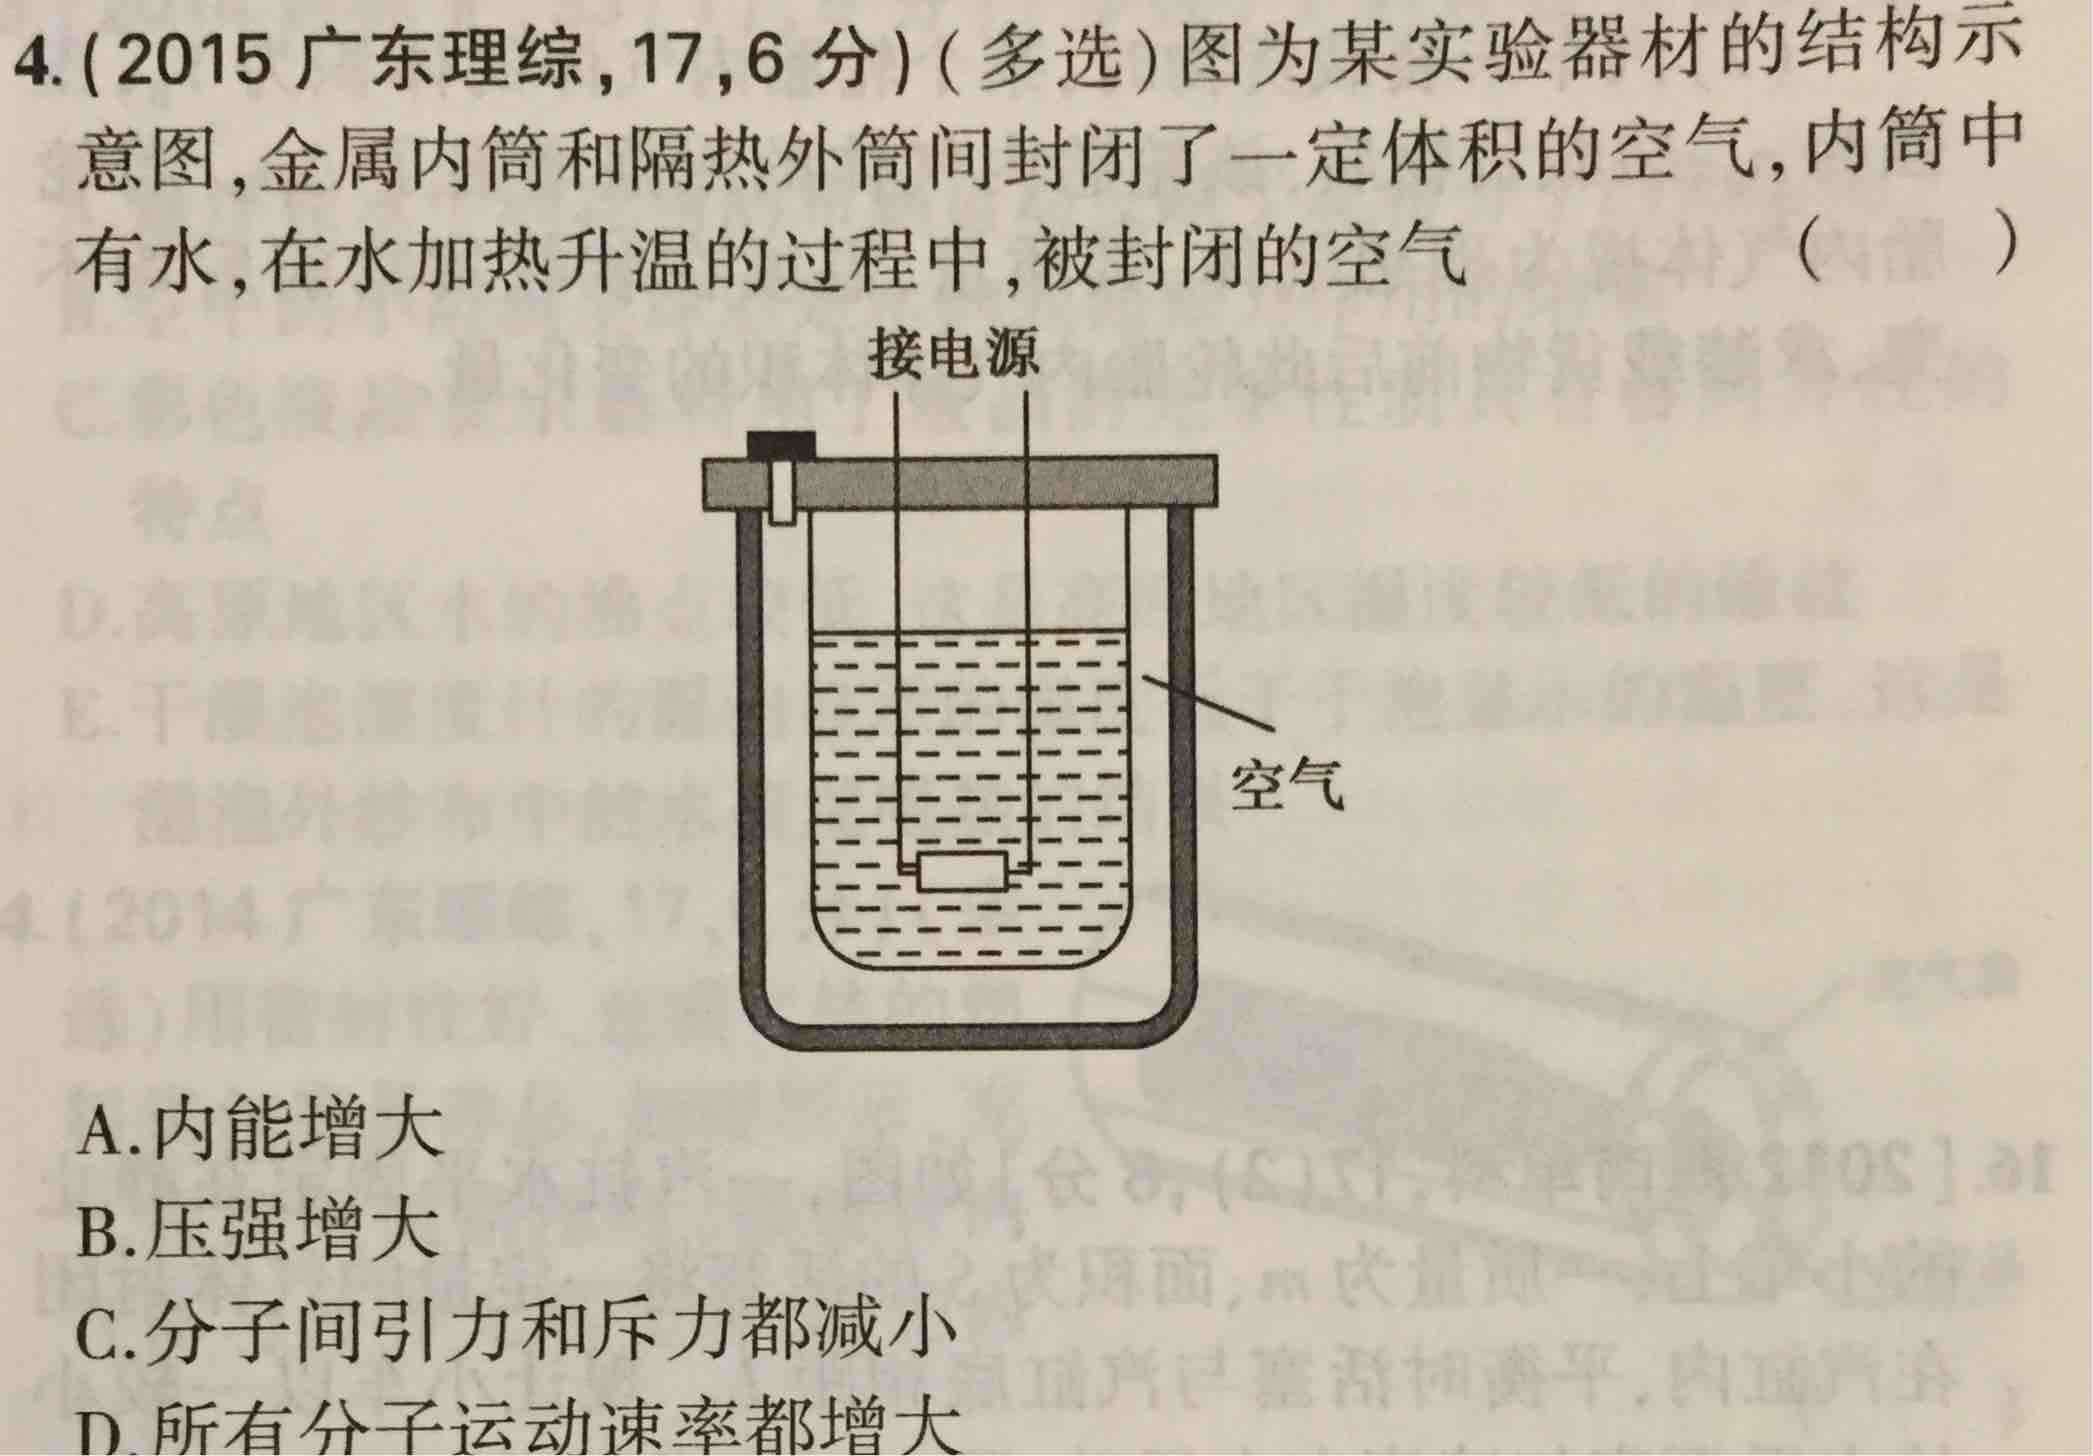 4.(2015广东理综,17,6分)(多选)图为某实验器材的结构示
意图,金属内筒和隔热外筒间封闭了一定体积的空气,内筒中
有水,在水加热升温的过程中,被封闭的空气 ( )
接电源
空气
A.内能增大
B.压强增大
C.分子间引力和斥力都减小
D.所有分子运动速率都增大